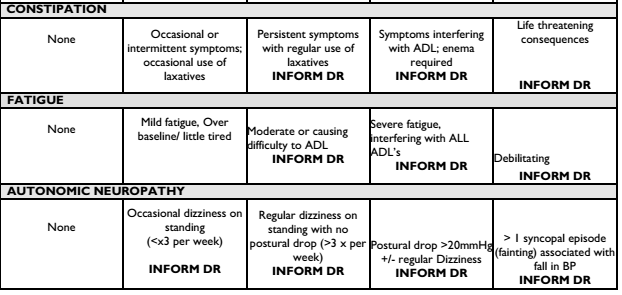 CONSTIPATION
None
Occasional or
intermittent symptoms;
occasional use of
laxatives
Persistent symptoms
with regular use of
laxatives
INFORM DR
Symptoms interfering
with ADL; enema
required
INFORM DR
Life threatening
consequences
INFORM DR
FATIGUE
None
Mild fatigue, Over
baseline/ little tired
Moderate or causing
difficulty to ADL
INFORM DR
Severe fatigue,
interfering with ALL
ADL's
INFORM DR
Debilitating
INFORM DR
AUTONOMIC NEUROPATHY
None
Occasional dizziness on
standing
(<x3 per week)
INFORM DR
Regular dizziness on
standing with no
postural drop (>3 x per
week)
INFORM DR
Postural drop >20mmHg
+/- regular Dizziness
INFORM DR
> 1 syncopal episode
(fainting) associated with
fall in BP
INFORM DR